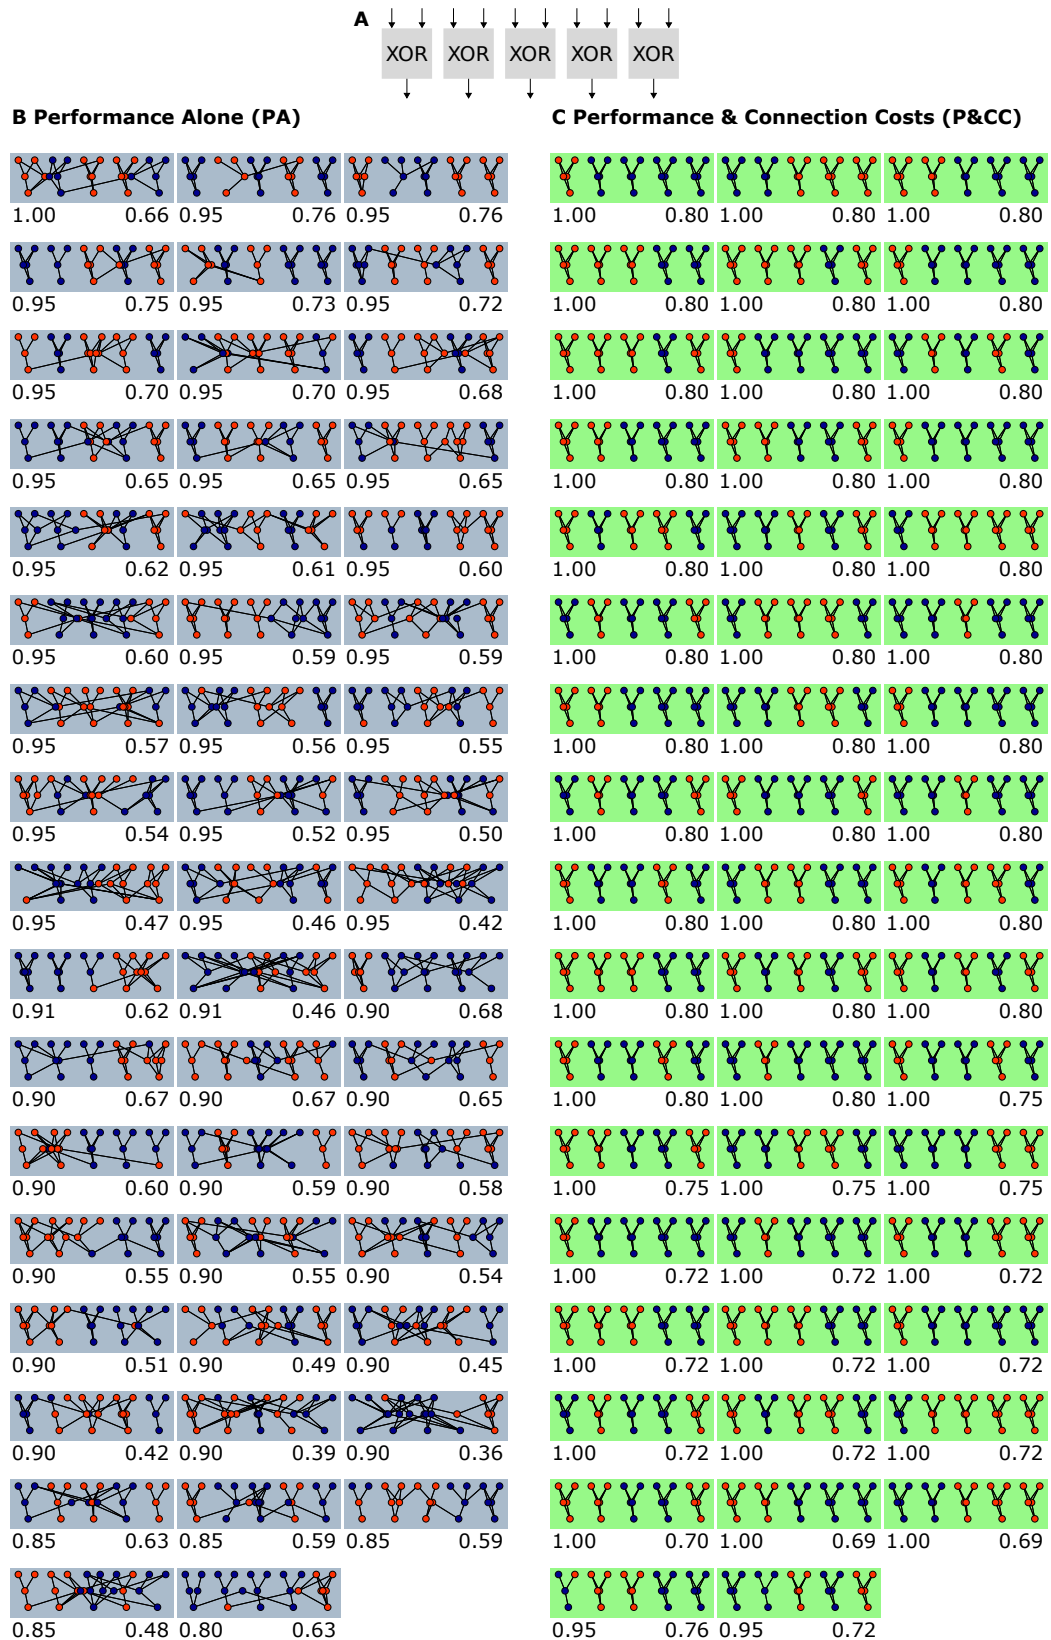 A
XOR XOR XOR XOR XOR
B Performance Alone (PA)
C Performance & Connection Costs (P&CC)
1.00 0.66 0.95 0.76 0.95 0.76
1.00 0.80 1.00 0.80 1.00 0.80
0.95 0.75 0.95 0.73 0.95 0.72
1.00 0.80 1.00 0.80 1.00 0.80
0.95 0.70 0.95 0.70 0.95 0.68
1.00 0.80 1.00 0.80 1.00 0.80
0.95 0.65 0.95 0.65 0.95 0.65
1.00 0.80 1.00 0.80 1.00 0.80
0.95 0.62 0.95 0.61 0.95 0.60
1.00 0.80 1.00 0.80 1.00 0.80
0.95 0.60 0.95 0.59 0.95 0.59
1.00 0.80 1.00 0.80 1.00 0.80
0.95 0.57 0.95 0.56 0.95 0.55
1.00 0.80 1.00 0.80 1.00 0.80
0.95 0.54 0.95 0.52 0.95 0.50
1.00 0.80 1.00 0.80 1.00 0.80
0.95 0.47 0.95 0.46 0.95 0.42
1.00 0.80 1.00 0.80 1.00 0.80
0.91 0.62 0.91 0.46 0.90 0.68
1.00 0.80 1.00 0.80 1.00 0.80
0.90 0.67 0.90 0.67 0.90 0.65
1.00 0.80 1.00 0.80 1.00 0.75
0.90 0.60 0.90 0.59 0.90 0.58
1.00 0.75 1.00 0.75 1.00 0.75
0.90 0.55 0.90 0.55 0.90 0.54
1.00 0.72 1.00 0.72 1.00 0.72
0.90 0.51 0.90 0.49 0.90 0.45
1.00 0.72 1.00 0.72 1.00 0.72
0.90 0.42 0.90 0.39 0.90 0.36
1.00 0.72 1.00 0.72 1.00 0.72
0.85 0.63 0.85 0.59 0.85 0.59
1.00 0.70 1.00 0.69 1.00 0.69
0.85 0.48 0.80 0.63
0.95 0.76 0.95 0.72